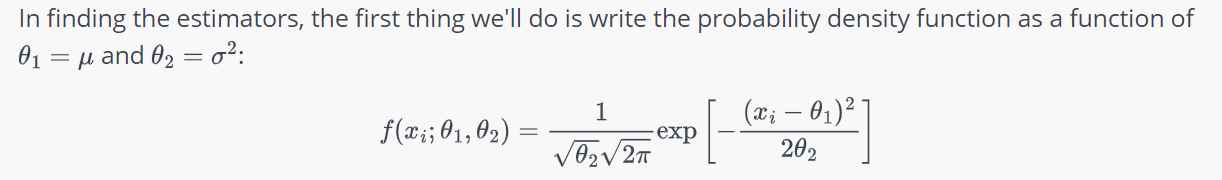 In finding the estimators, the first thing we'll do is write the probability density function as a function of
θ₁ = μ and θ₂ = σ²:
f(xᵢ; θ₁, θ₂) = 1/(√θ₂√2π) exp [−(xᵢ − θ₁)²/2θ₂]